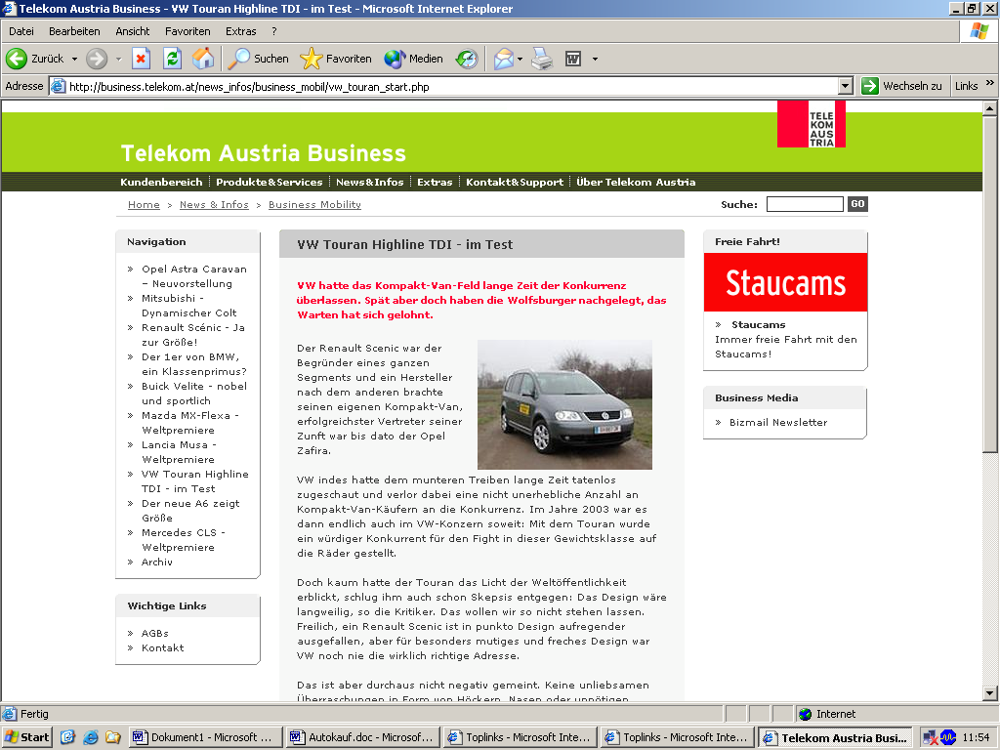 Telekom Austria Business - VW Touran Highline TDI - im Test - Microsoft Internet Explorer
Datei Bearbeiten Ansicht Favoriten Extras ?
Zurück Suchen Favoriten Medien
Adresse http://business.telekom.at/news_infos/business_mobil/vw_touran_start.php Wechseln zu Links »
TELE
KOM
AUS
TRIA
Telekom Austria Business
Kundenbereich Produkte&Services News&Infos Extras Kontakt&Support Über Telekom Austria
Home > News & Infos > Business Mobility
Suche: GO
Navigation
» Opel Astra Caravan
– Neuvorstellung
» Mitsubishi -
Dynamischer Colt
» Renault Scénic - Ja
zur Größe!
» Der 1er von BMW,
ein Klassenprimus?
» Buick Velite - nobel
und sportlich
» Mazda MX-Flexa -
Weltpremiere
» Lancia Musa -
Weltpremiere
» VW Touran Highline
TDI - im Test
» Der neue A6 zeigt
Größe
» Mercedes CLS -
Weltpremiere
» Archiv
Wichtige Links
» AGBs
» Kontakt
VW Touran Highline TDI - im Test
VW hatte das Kompakt-Van-Feld lange Zeit der Konkurrenz
überlassen. Spät aber doch haben die Wolfsburger nachgelegt, das
Warten hat sich gelohnt.
Der Renault Scenic war der
Begründer eines ganzen
Segments und ein Hersteller
nach dem anderen brachte
seinen eigenen Kompakt-Van,
erfolgreichster Vertreter seiner
Zunft war bis dato der Opel
Zafira.
VW indes hatte dem munteren Treiben lange Zeit tatenlos
zugeschaut und verlor dabei eine nicht unerhebliche Anzahl an
Kompakt-Van-Käufern an die Konkurrenz. Im Jahre 2003 war es
dann endlich auch im VW-Konzern soweit: Mit dem Touran wurde
ein würdiger Konkurrent für den Fight in dieser Gewichtsklasse auf
die Räder gestellt.
Doch kaum hatte der Touran das Licht der Weltöffentlichkeit
erblickt, schlug ihm auch schon Skepsis entgegen: Das Design wäre
langweilig, so die Kritiker. Das wollen wir so nicht stehen lassen.
Freilich, ein Renault Scenic ist in punkto Design aufregender
ausgefallen, aber für besonders mutiges und freches Design war
VW noch nie die wirklich richtige Adresse.
Das ist aber durchaus nicht negativ gemeint. Keine unliebsamen
Überraschungen in Form von Höckern, Nasen oder unnötigen
Freie Fahrt!
Staucams
» Staucams
Immer freie Fahrt mit den
Staucams!
Business Media
» Bizmail Newsletter
Fertig Internet
Start Dokument1 - Microsoft ... Autokauf.doc - Microsof... Toplinks - Microsoft Inte... Toplinks - Microsoft Inte... Telekom Austria Busi... 11:54